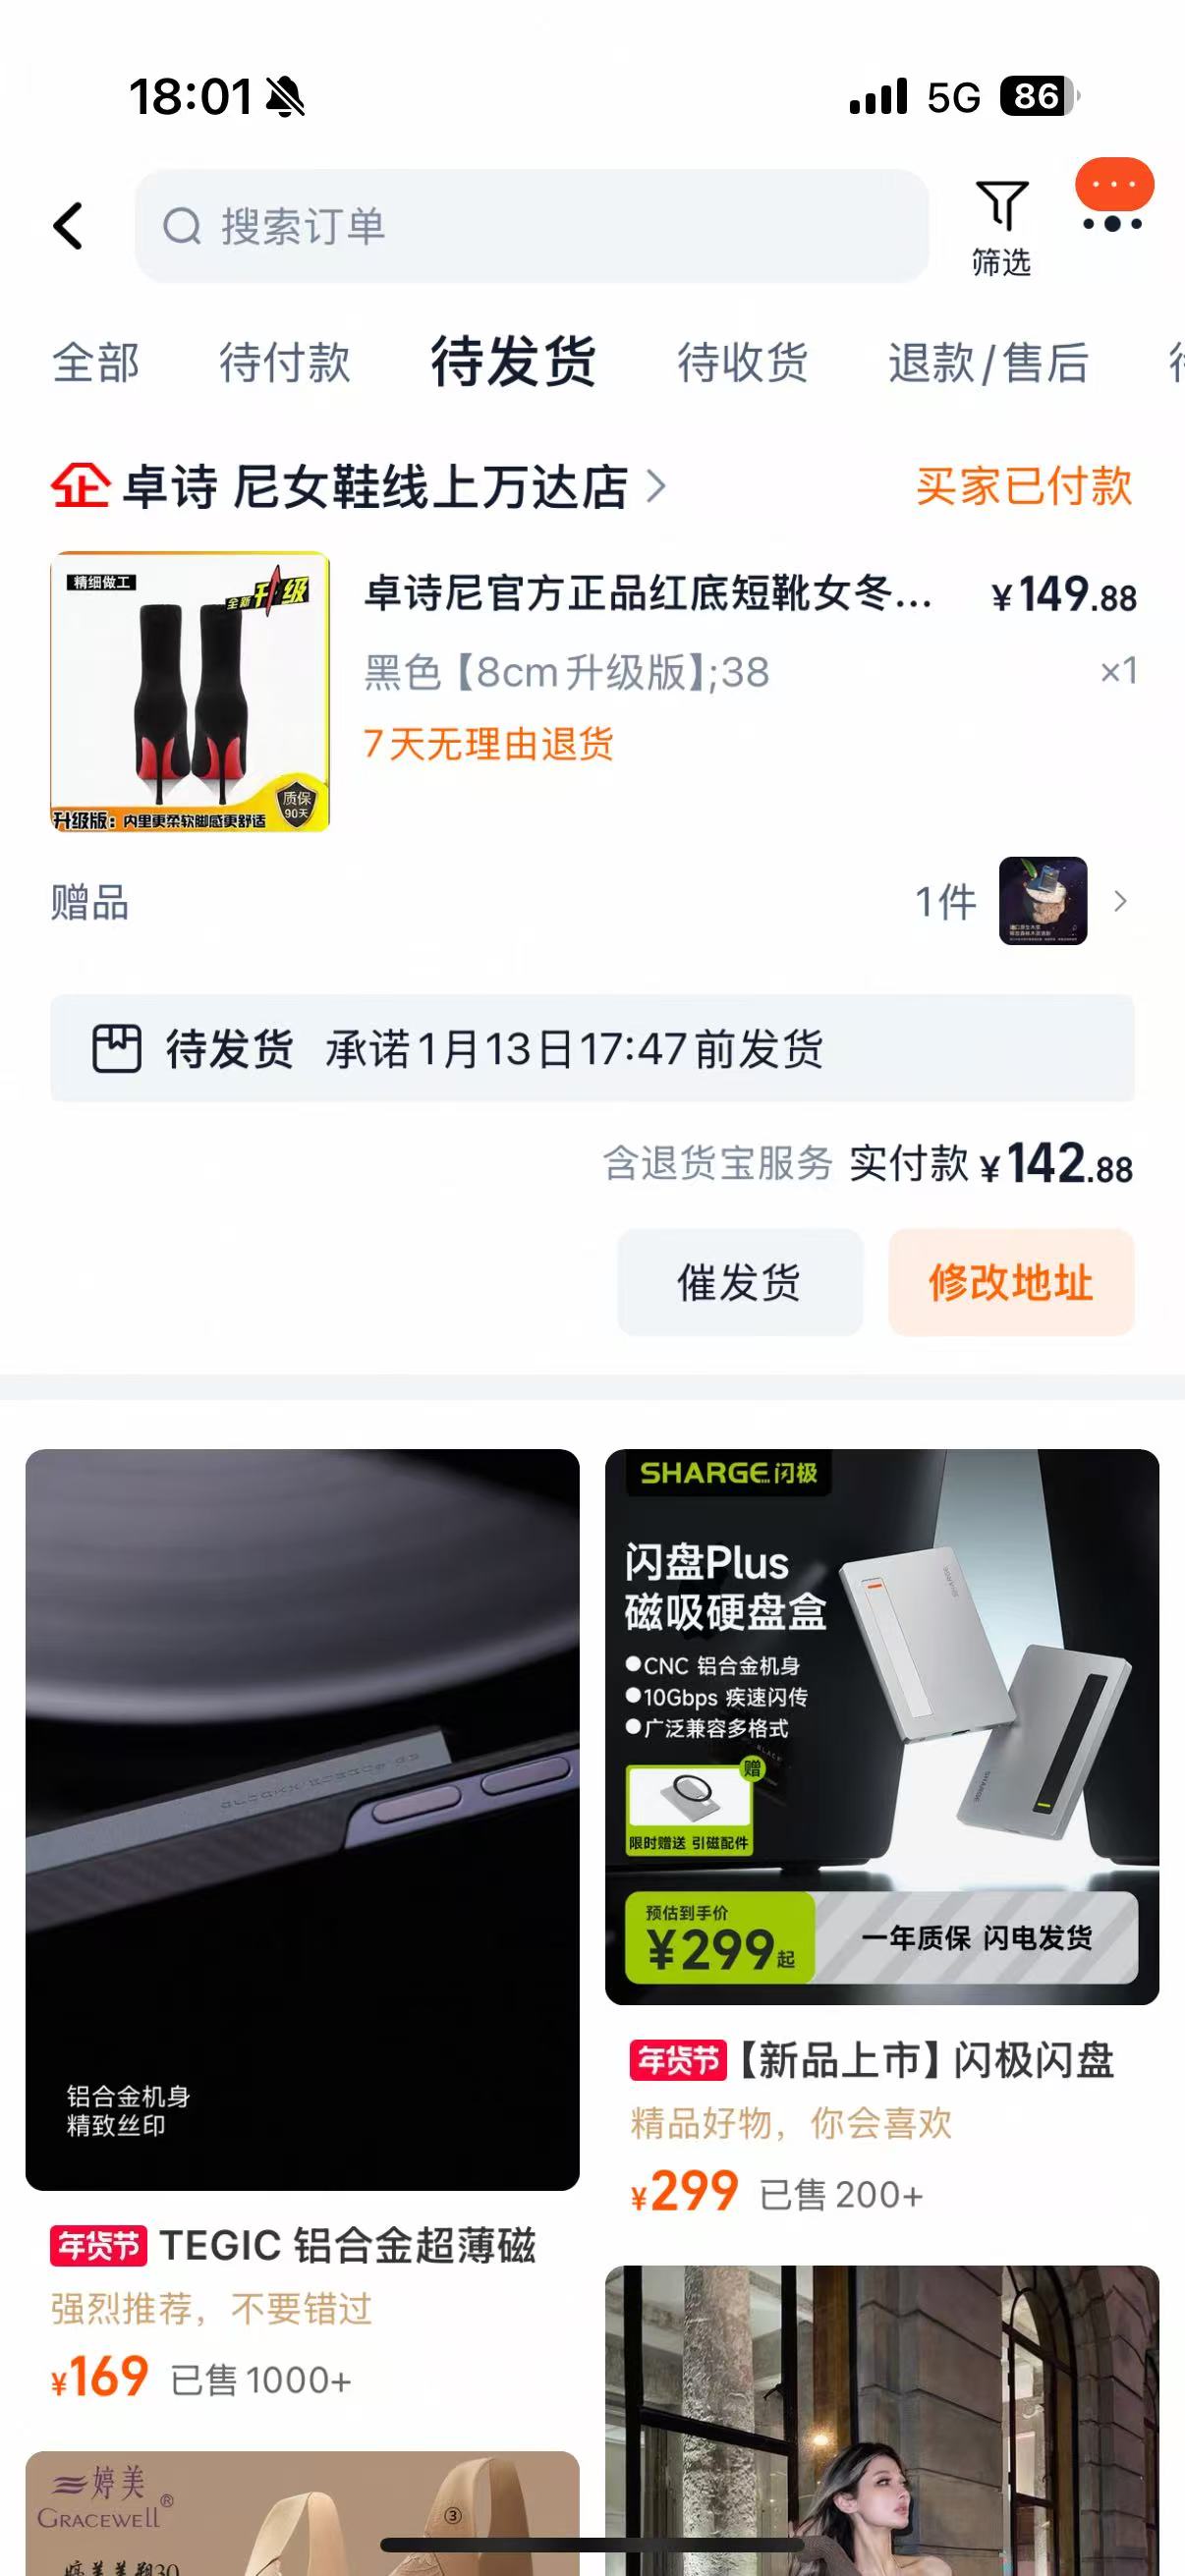 18:01
5G
86
搜索订单
筛选
全部
待付款
待发货
待收货
退款/售后
企
卓诗 尼女鞋线上万达店
买家已付款
精细做工
全新升级
质保
90天
升级版：内里更柔软脚感更舒适
卓诗尼官方正品红底短靴女冬...
¥149.88
黑色【8cm升级版】;38
×1
7天无理由退货
赠品
1件
待发货 承诺1月13日17:47前发货
含退货宝服务 实付款 ¥142.88
催发货
修改地址
铝合金机身
精致丝印
年货节 TEGIC 铝合金超薄磁
强烈推荐，不要错过
¥169 已售1000+
婷美®
GRACEWELL
婷美美塑30
③
SHARGE 闪极
闪盘Plus
磁吸硬盘盒
●CNC 铝合金机身
●10Gbps 疾速闪传
●广泛兼容多格式
赠
限时赠送 引磁配件
SHARGE
SHARGE
预估到手价
¥299起
一年质保 闪电发货
年货节【新品上市】闪极闪盘
精品好物，你会喜欢
¥299 已售200+